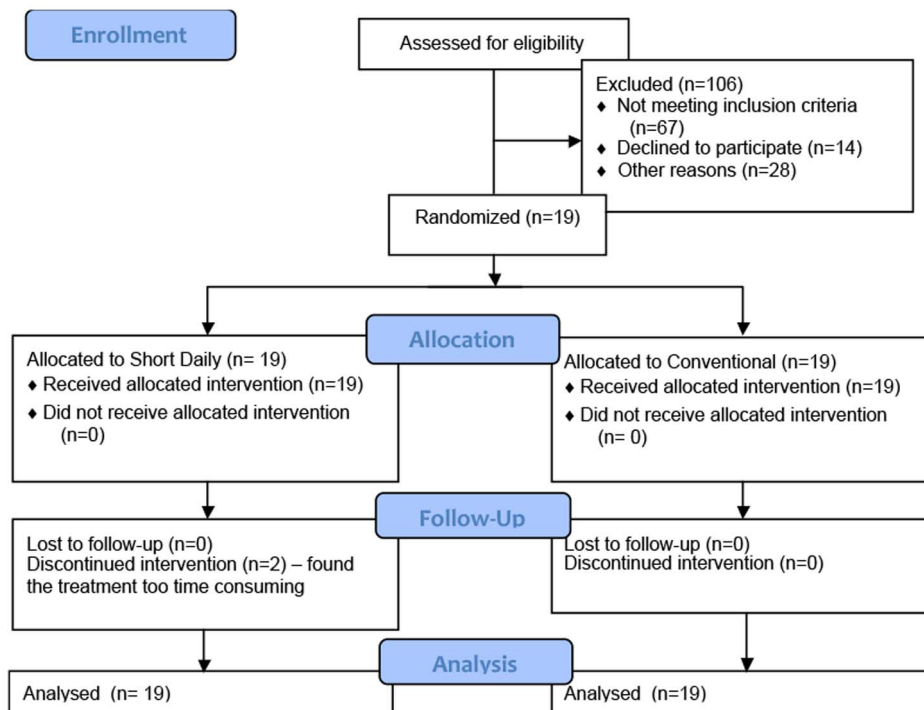 Enrollment
Assessed for eligibility
Excluded (n=106)
♦ Not meeting inclusion criteria
(n=67)
♦ Declined to participate (n=14)
♦ Other reasons (n=28)
Randomized (n=19)
Allocation
Allocated to Short Daily (n= 19)
♦ Received allocated intervention (n=19)
♦ Did not receive allocated intervention
(n=0)
Allocated to Conventional (n=19)
♦ Received allocated intervention (n=19)
♦ Did not receive allocated intervention
(n= 0)
Follow-Up
Lost to follow-up (n=0)
Discontinued intervention (n=2) – found
the treatment too time consuming
Lost to follow-up (n=0)
Discontinued intervention (n=0)
Analysis
Analysed (n= 19)
Analysed (n=19)